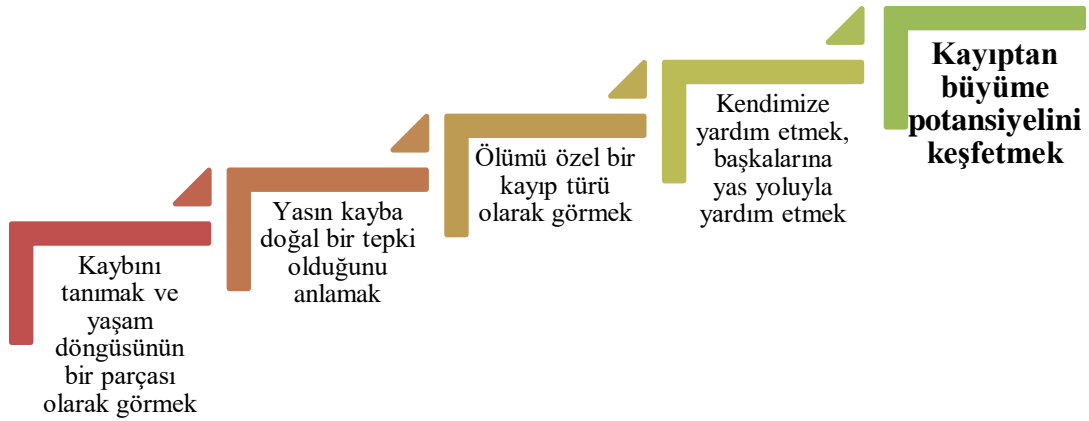 Kaybını
tanımak ve
yaşam
döngüsünün
bir parçası
olarak görmek
Yasın kayba
doğal bir tepki
olduğunu
anlamak
Ölümü özel bir
kayıp türü
olarak görmek
Kendimize
yardım etmek,
başkalarına
yas yoluyla
yardım etmek
Kayıptan
büyüme
potansiyelini
keşfetmek